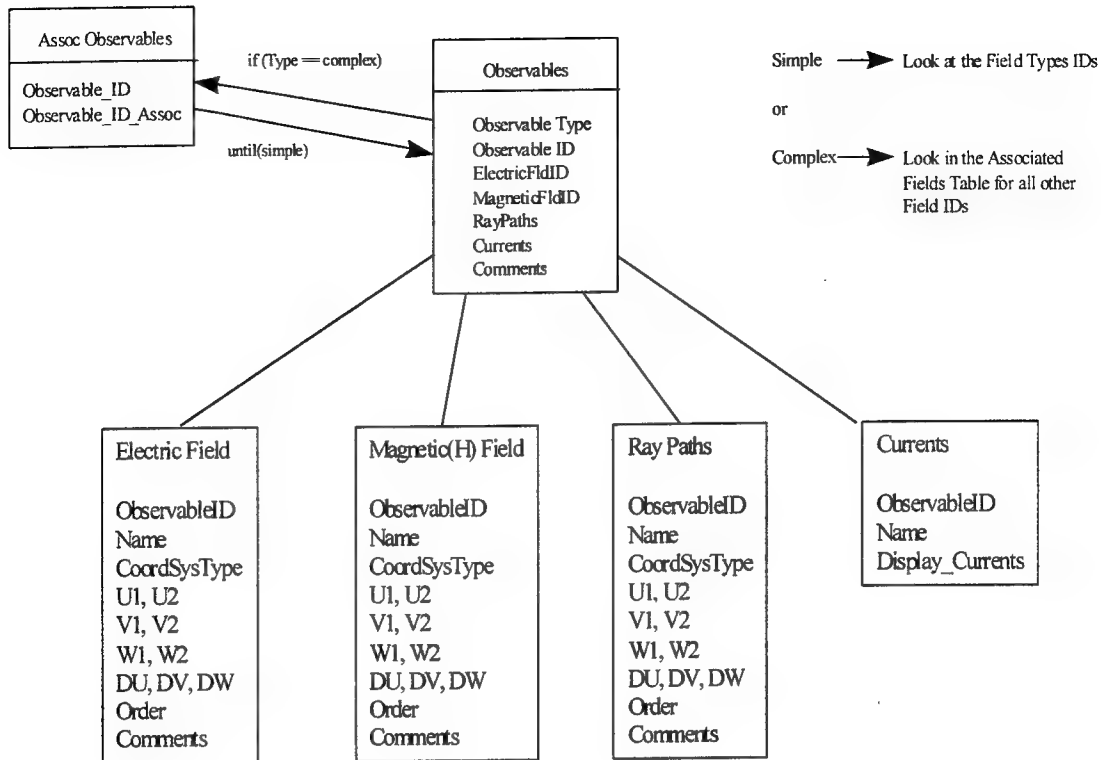 Assoc Observables
Observable_ID
Observable_ID_Assoc
if (Type == complex)
until(simple)
Observables
Observable Type
Observable ID
ElectricFldID
MagneticFldID
RayPaths
Currents
Comments
Simple
Look at the Field Types IDs
or
Complex
Look in the Associated
Fields Table for all other
Field IDs
Electric Field
ObservableID
Name
CoordSysType
U1, U2
V1, V2
W1, W2
DU, DV, DW
Order
Comments
Magnetic(H) Field
ObservableID
Name
CoordSysType
U1, U2
V1, V2
W1, W2
DU, DV, DW
Order
Comments
Ray Paths
ObservableID
Name
CoordSysType
U1, U2
V1, V2
W1, W2
DU, DV, DW
Order
Comments
Currents
ObservableID
Name
Display_Currents